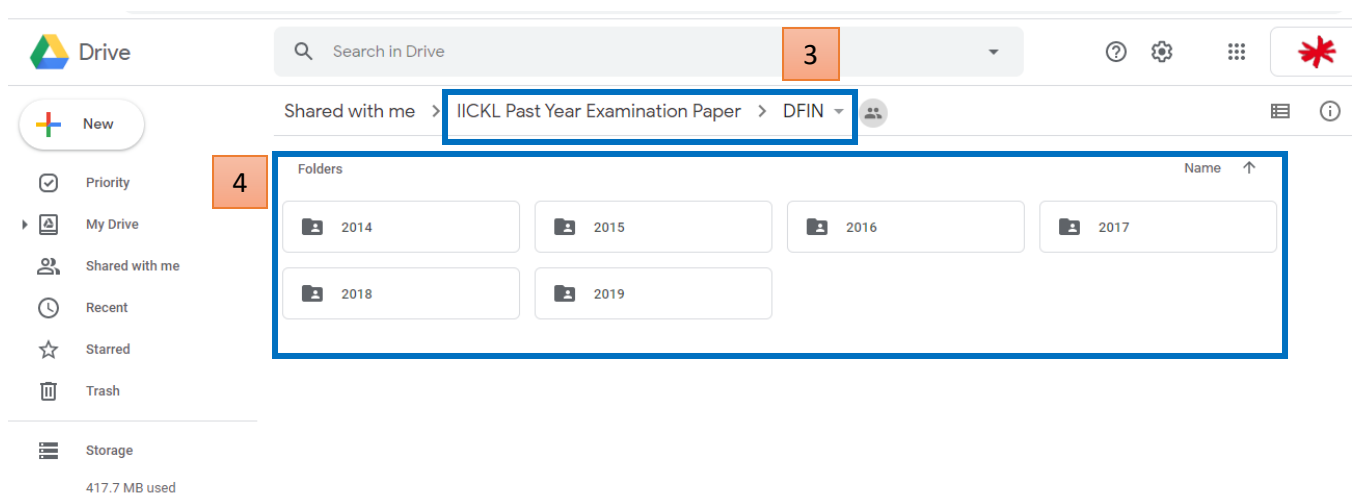 Drive
Search in Drive
3
New
Shared with me > IICKL Past Year Examination Paper > DFIN
4
Folders
Name ↑
Priority
My Drive
Shared with me
Recent
Starred
Trash
Storage
417.7 MB used
2014 2015 2016 2017
2018 2019